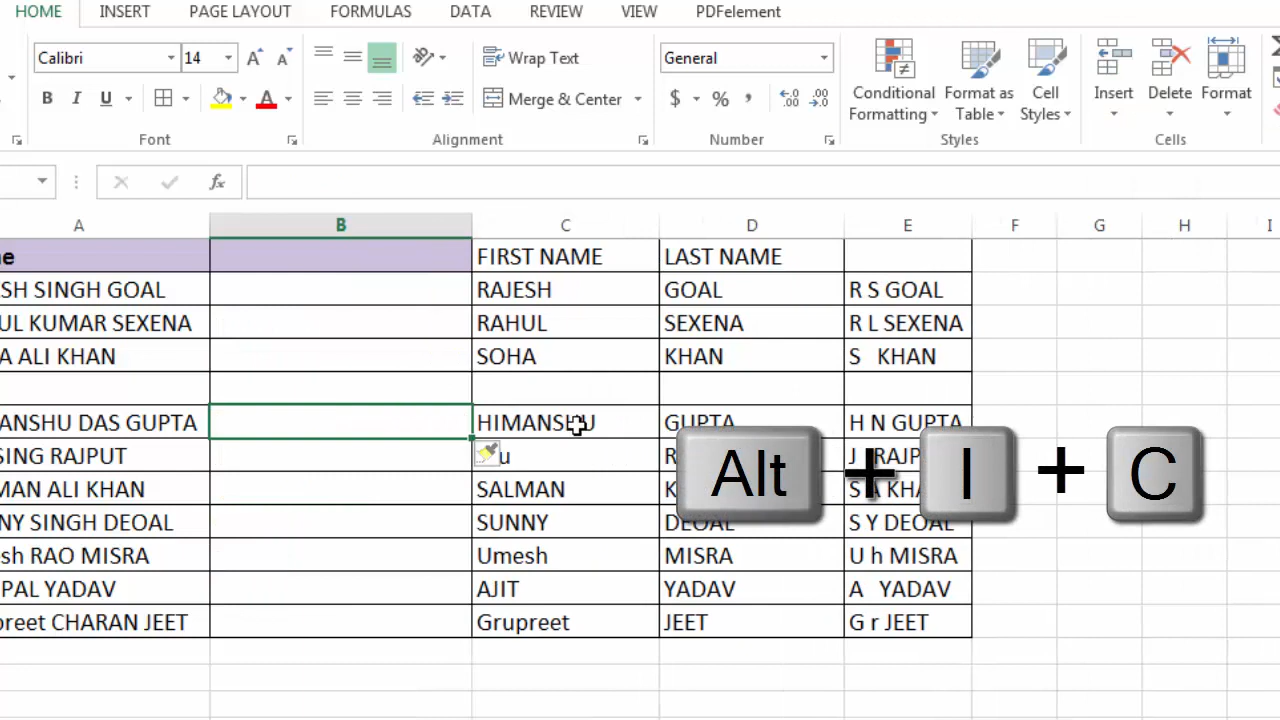 HOME INSERT PAGE LAYOUT FORMULAS DATA REVIEW VIEW PDFelement
Calibri 14 A A Wrap Text General
B I U A Merge & Center $ % , Conditional Formatting Format as Table Cell Styles Insert Delete Format
Font Alignment Number Styles Cells
fx
A B C D E F G H I
e FIRST NAME LAST NAME
SH SINGH GOAL RAJESH GOAL R S GOAL
UL KUMAR SEXENA RAHUL SEXENA R L SEXENA
A ALI KHAN SOHA KHAN S KHAN
ANSHU DAS GUPTA HIMANSHU GUPTA H N GUPTA
SING RAJPUT u R J RAJP
MAN ALI KHAN SALMAN K S A KHA
NY SINGH DEOAL SUNNY DEOAL S Y DEOAL
sh RAO MISRA Umesh MISRA U h MISRA
PAL YADAV AJIT YADAV A YADAV
preet CHARAN JEET Grupreet JEET G r JEET
Alt + I + C